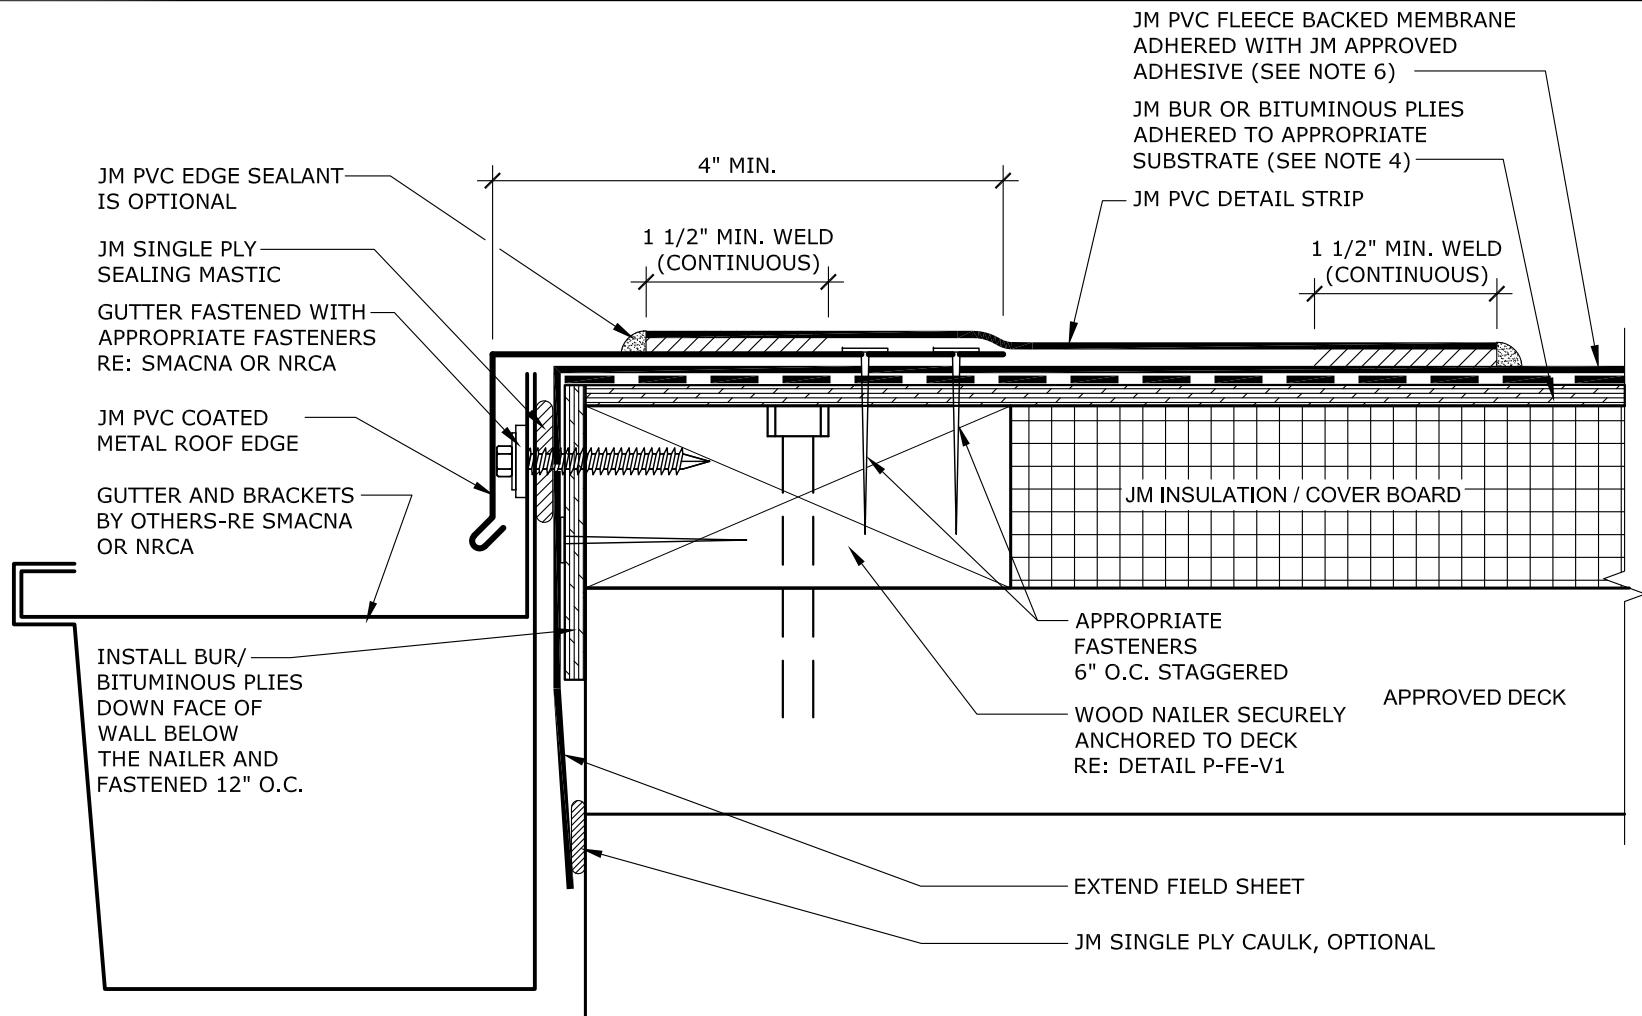 JM PVC FLEECE BACKED MEMBRANE
ADHERED WITH JM APPROVED
ADHESIVE (SEE NOTE 6)
JM BUR OR BITUMINOUS PLIES
ADHERED TO APPROPRIATE
SUBSTRATE (SEE NOTE 4)
JM PVC DETAIL STRIP
4" MIN.
1 1/2" MIN. WELD
(CONTINUOUS)
1 1/2" MIN. WELD
(CONTINUOUS)
JM PVC EDGE SEALANT
IS OPTIONAL
JM SINGLE PLY
SEALING MASTIC
GUTTER FASTENED WITH
APPROPRIATE FASTENERS
RE: SMACNA OR NRCA
JM PVC COATED
METAL ROOF EDGE
GUTTER AND BRACKETS
BY OTHERS-RE SMACNA
OR NRCA
INSTALL BUR/
BITUMINOUS PLIES
DOWN FACE OF
WALL BELOW
THE NAILER AND
FASTENED 12" O.C.
JM INSULATION / COVER BOARD
APPROPRIATE
FASTENERS
6" O.C. STAGGERED
APPROVED DECK
WOOD NAILER SECURELY
ANCHORED TO DECK
RE: DETAIL P-FE-V1
EXTEND FIELD SHEET
JM SINGLE PLY CAULK, OPTIONAL